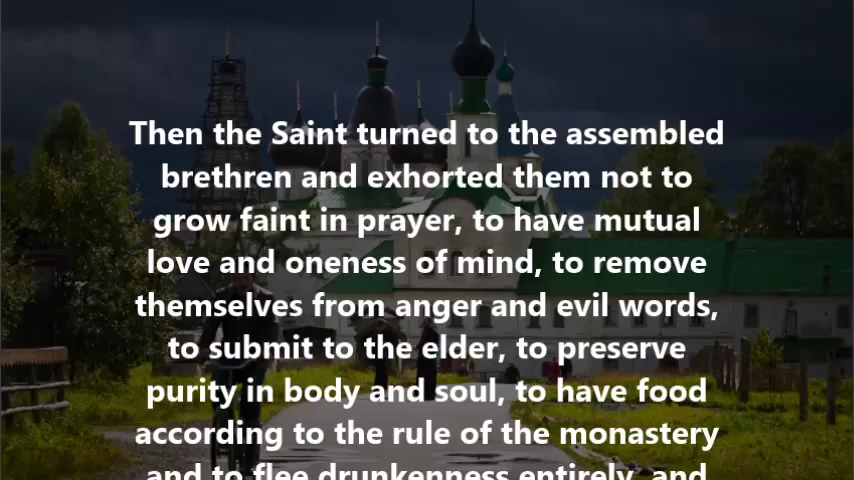 Then the Saint turned to the assembled
brethren and exhorted them not to
grow faint in prayer, to have mutual
love and oneness of mind, to remove
themselves from anger and evil words,
to submit to the elder, to preserve
purity in body and soul, to have food
according to the rule of the monastery
and to flee drunkenness entirely, and